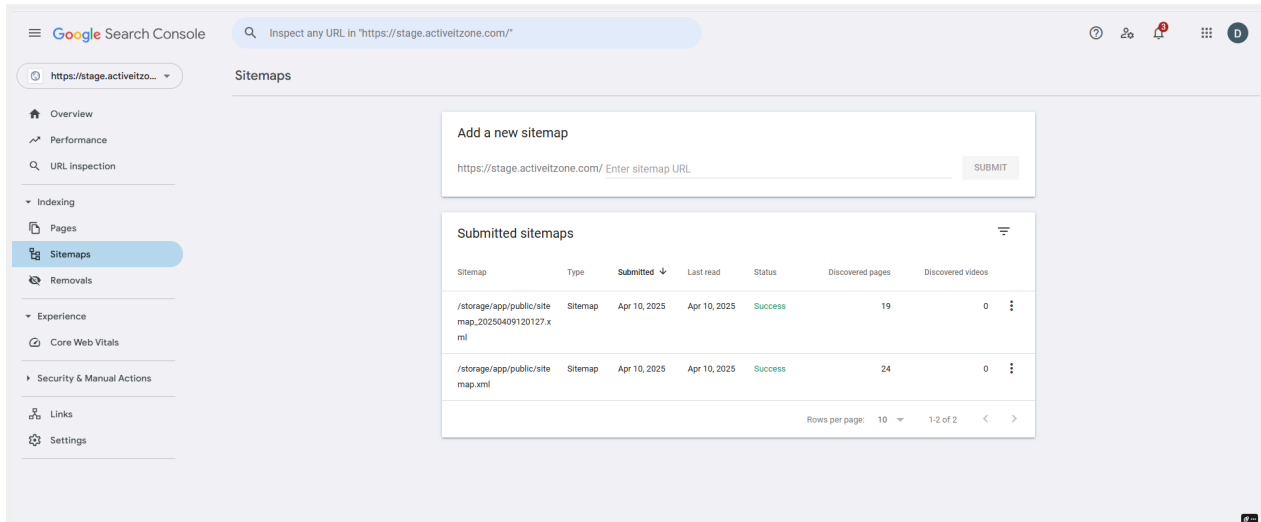 Google Search Console
Inspect any URL in "https://stage.activeitzone.com/"
3
D
https://stage.activeitzo...
Sitemaps
Overview
Performance
URL inspection
Indexing
Pages
Sitemaps
Removals
Experience
Core Web Vitals
Security & Manual Actions
Links
Settings
Add a new sitemap
https://stage.activeitzone.com/ Enter sitemap URL
SUBMIT
Submitted sitemaps
Sitemap Type Submitted Last read Status Discovered pages Discovered videos
/storage/app/public/site Sitemap Apr 10, 2025 Apr 10, 2025 Success 19 0
map_20250409120127.x
ml
/storage/app/public/site Sitemap Apr 10, 2025 Apr 10, 2025 Success 24 0
map.xml
Rows per page: 10 1-2 of 2